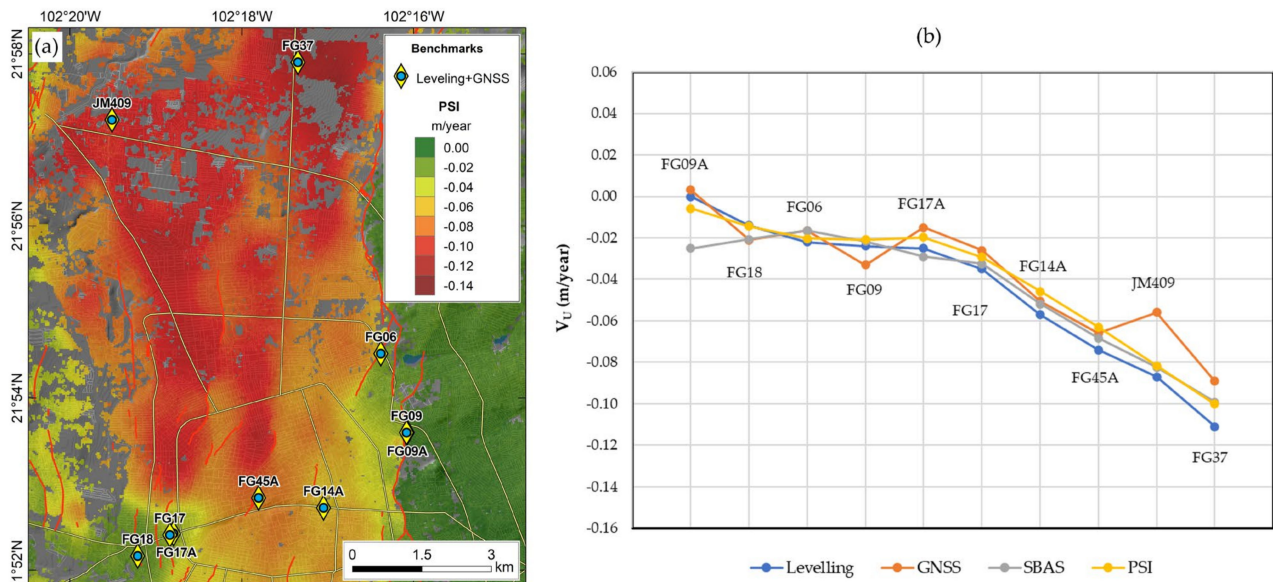 102°20'W
102°18'W
102°16'W
(a)
21°58'N
21°56'N
21°54'N
1°52'N
FG37
JM409
FG06
FG09
FG09A
FG45A
FG14A
FG17
FG18
FG17A
Benchmarks
Leveling+GNSS
PSI
m/year
0.00
-0.02
-0.04
-0.06
-0.08
-0.10
-0.12
-0.14
0 1.5 3
km
(b)
V_U (m/year)
0.06
0.04
0.02
0.00
-0.02
-0.04
-0.06
-0.08
-0.10
-0.12
-0.14
-0.16
FG09A
FG18
FG06
FG09
FG17A
FG17
FG14A
FG45A
JM409
FG37
Levelling GNSS SBAS PSI